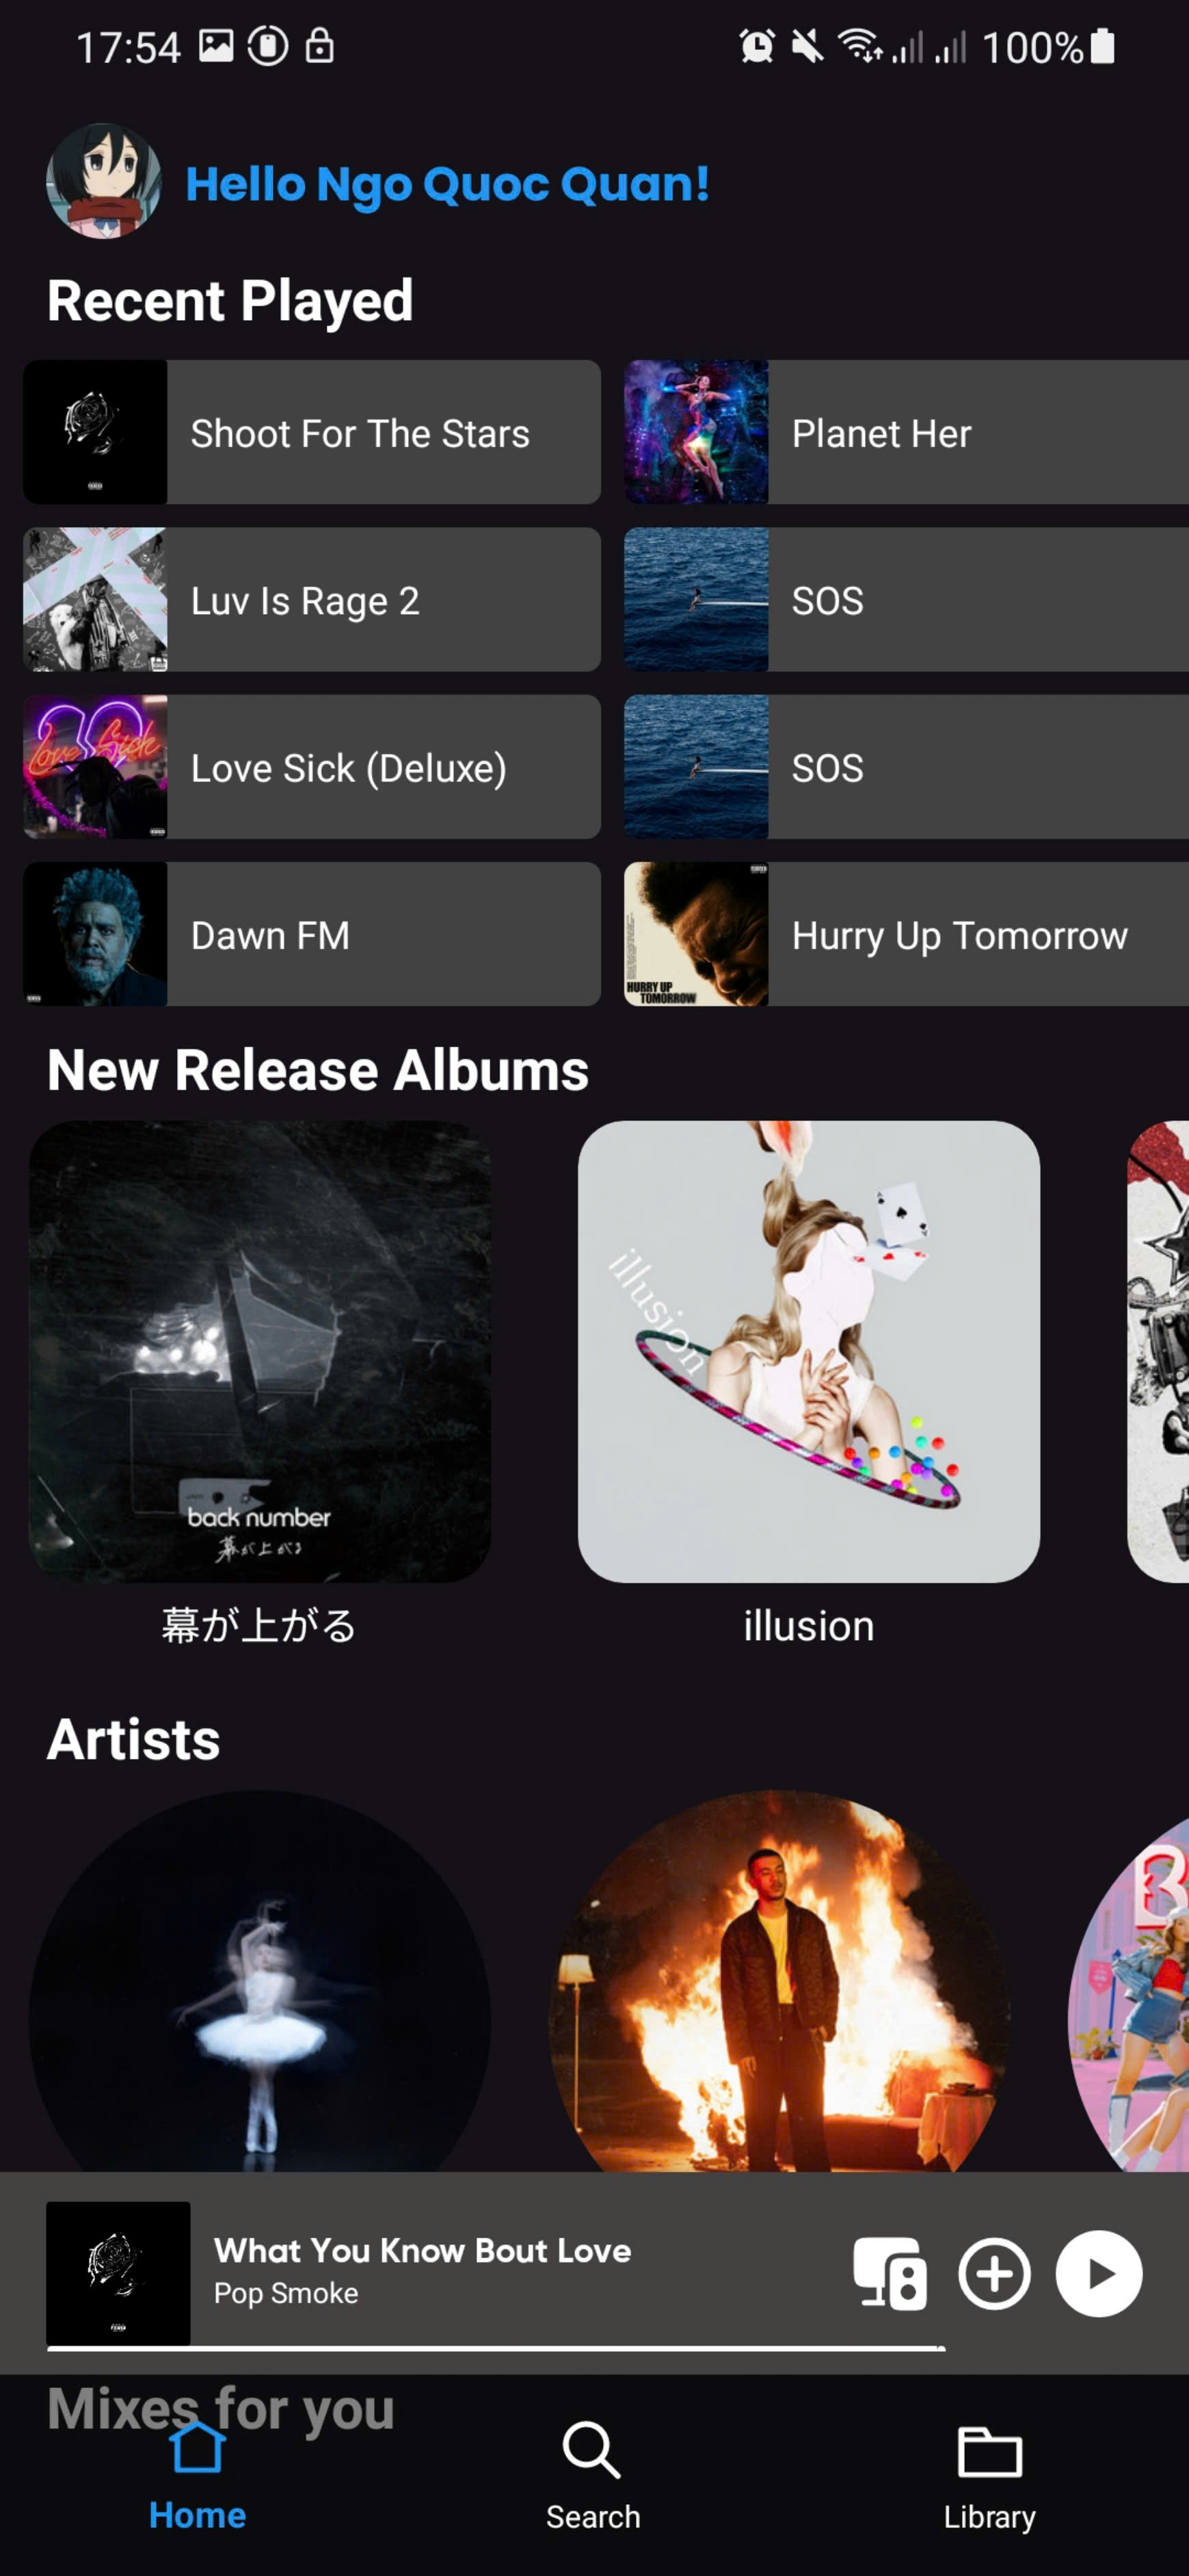 17:54 100%
Hello Ngo Quoc Quan!
Recent Played
Shoot For The Stars
Planet Her
Luv Is Rage 2
SOS
Love Sick
Love Sick (Deluxe)
SOS
Dawn FM
HURRY UP
TOMORROW
Hurry Up Tomorrow
New Release Albums
back number
幕が上がる
illusion
幕が上がる
illusion
Artists
B
What You Know Bout Love
Pop Smoke
Mixes for you
Home
Search
Library